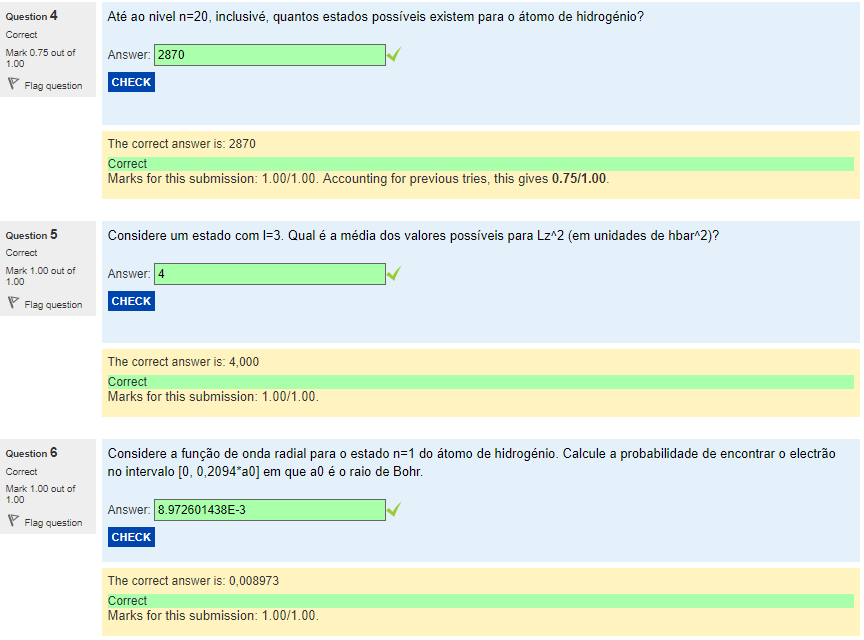 Question 4
Correct
Mark 0.75 out of
1.00
Flag question
Até ao nivel n=20, inclusivé, quantos estados possíveis existem para o átomo de hidrogénio?
Answer: 2870
CHECK
The correct answer is: 2870
Correct
Marks for this submission: 1.00/1.00. Accounting for previous tries, this gives 0.75/1.00.
Question 5
Correct
Mark 1.00 out of
1.00
Flag question
Considere um estado com l=3. Qual é a média dos valores possíveis para Lz^2 (em unidades de hbar^2)?
Answer: 4
CHECK
The correct answer is: 4,000
Correct
Marks for this submission: 1.00/1.00.
Question 6
Correct
Mark 1.00 out of
1.00
Flag question
Considere a função de onda radial para o estado n=1 do átomo de hidrogénio. Calcule a probabilidade de encontrar o electrão
no intervalo [0, 0,2094*a0] em que a0 é o raio de Bohr.
Answer: 8.972601438E-3
CHECK
The correct answer is: 0,008973
Correct
Marks for this submission: 1.00/1.00.